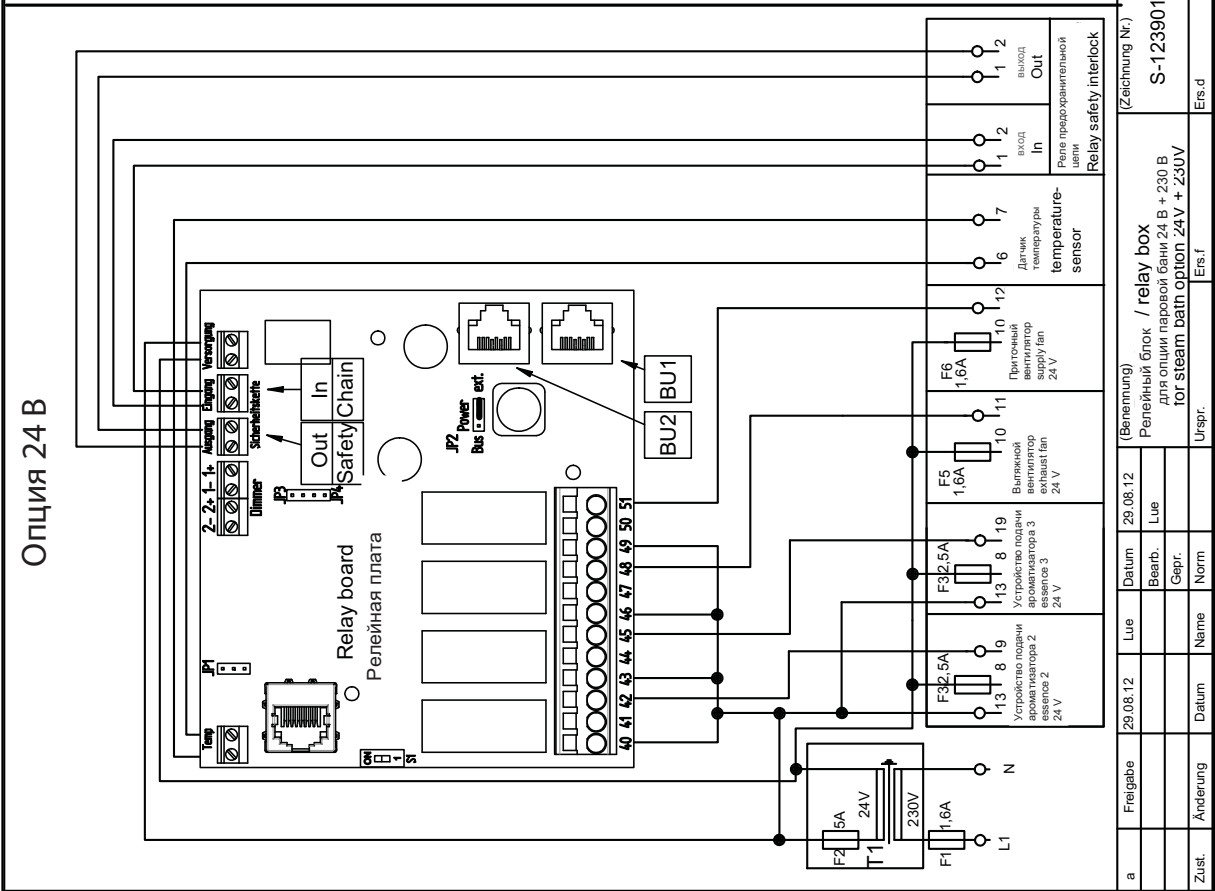 Опция 24 В
Temp
JP1
2- 2+ 1- 1+
Dimmer
Ausgang
Eingang
Versorgung
Sicherheitskette
JP3
JP4
Out
In
Safety
Chain
JP2
Power
Bus
ext.
BU2
BU1
Relay board
Релейная плата
ON
1
S1
40 41 42 43 44 45 46 47 48 49 50 51
F2
5A
24V
T1
230V
F1
1,6A
L1
N
13
8
9
F3
2,5A
Устройство подачи
ароматизатора 2
essence 2
24 V
13
8
19
F3
2,5A
Устройство подачи
ароматизатора 3
essence 3
24 V
F5
1,6A
10
11
Вытяжной
вентилятор
exhaust fan
24 V
F6
1,6A
10
12
Приточный
вентилятор
supply fan
24 V
6
7
Датчик
температуры
temperature-
sensor
1
2
вход
In
1
2
выход
Out
Реле предохранительной
цепи
Relay safety interlock
a
Freigabe
29.08.12
Lue
Datum
29.08.12
Bearb.
Lue
Gepr.
Zust.
Änderung
Datum
Name
Norm
(Benennung)
Релейный блок / relay box
для опции паровой бани 24 В + 230 В
for steam bath option 24V + 230V
Urspr.
Ers.f
(Zeichnung Nr.)
S-123901
Ers.d